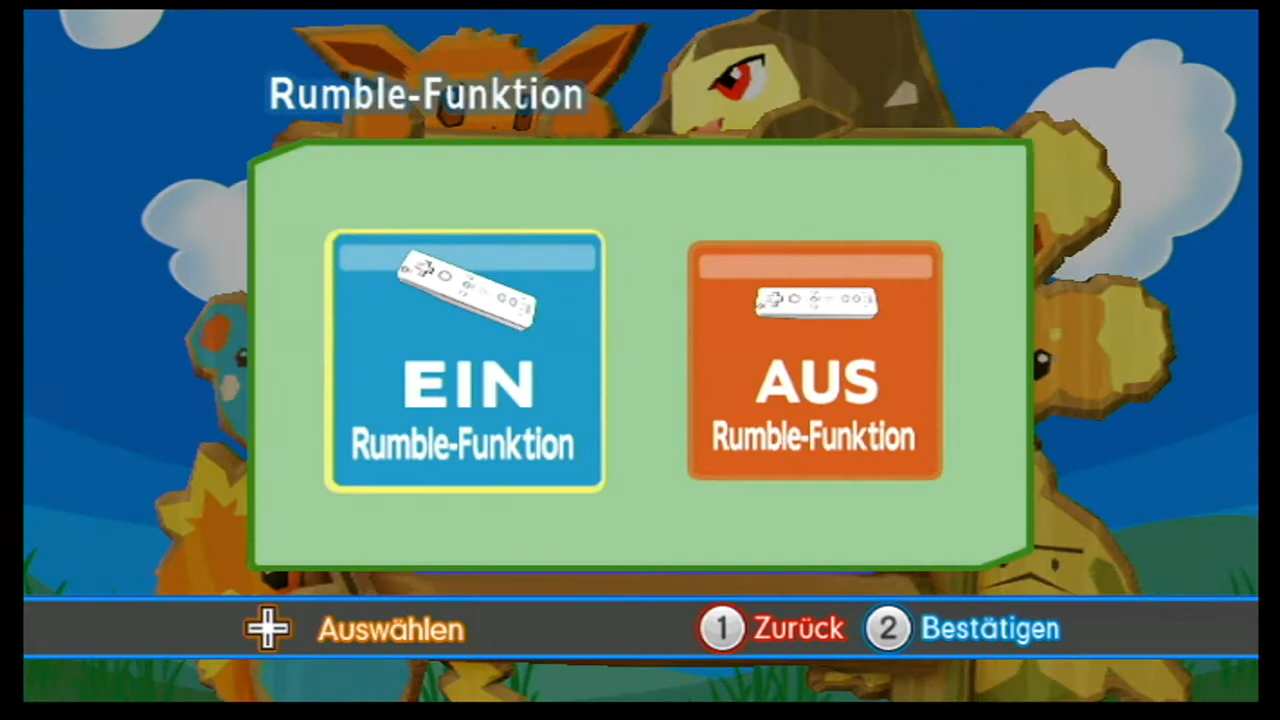 Rumble-Funktion
EIN
Rumble-Funktion
AUS
Rumble-Funktion
Auswählen
1 Zurück
2 Bestätigen